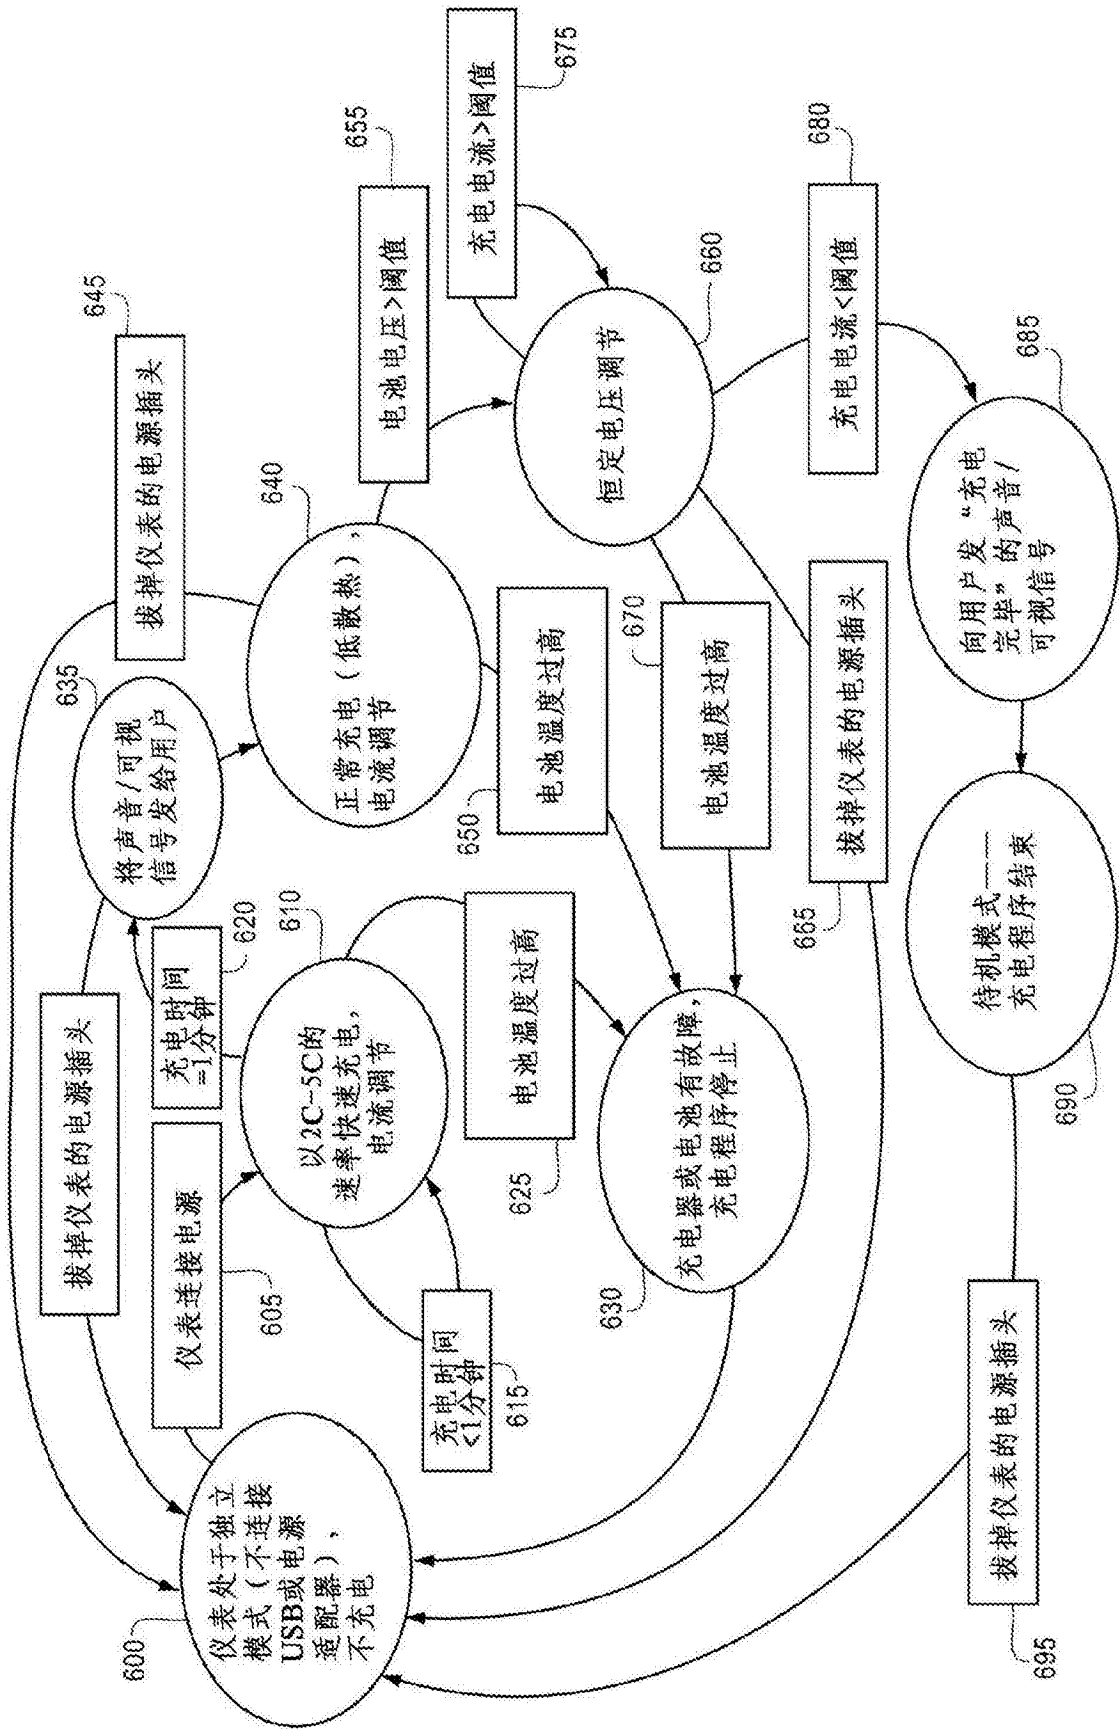 仪表处于独立
模式（不连接
USB或电源
适配器），
不充电
600
仪表连接电源
605
以2C-5C的
速率快速充电，
电流调节
610
充电时间
<1分钟
615
充电时间
=1分钟
620
电池温度过高
625
充电器或电池有故障，
充电程序停止
630
将声音/可视
信号发给用户
635
拔掉仪表的电源插头
正常充电（低散热），
电流调节
640
拔掉仪表的电源插头
645
电池温度过高
650
电池电压>阈值
655
恒定电压调节
660
拔掉仪表的电源插头
665
电池温度过高
670
充电电流>阈值
675
充电电流<阈值
680
向用户发“充电
完毕”的声音/
可视信号
685
待机模式——
充电程序结束
690
拔掉仪表的电源插头
695